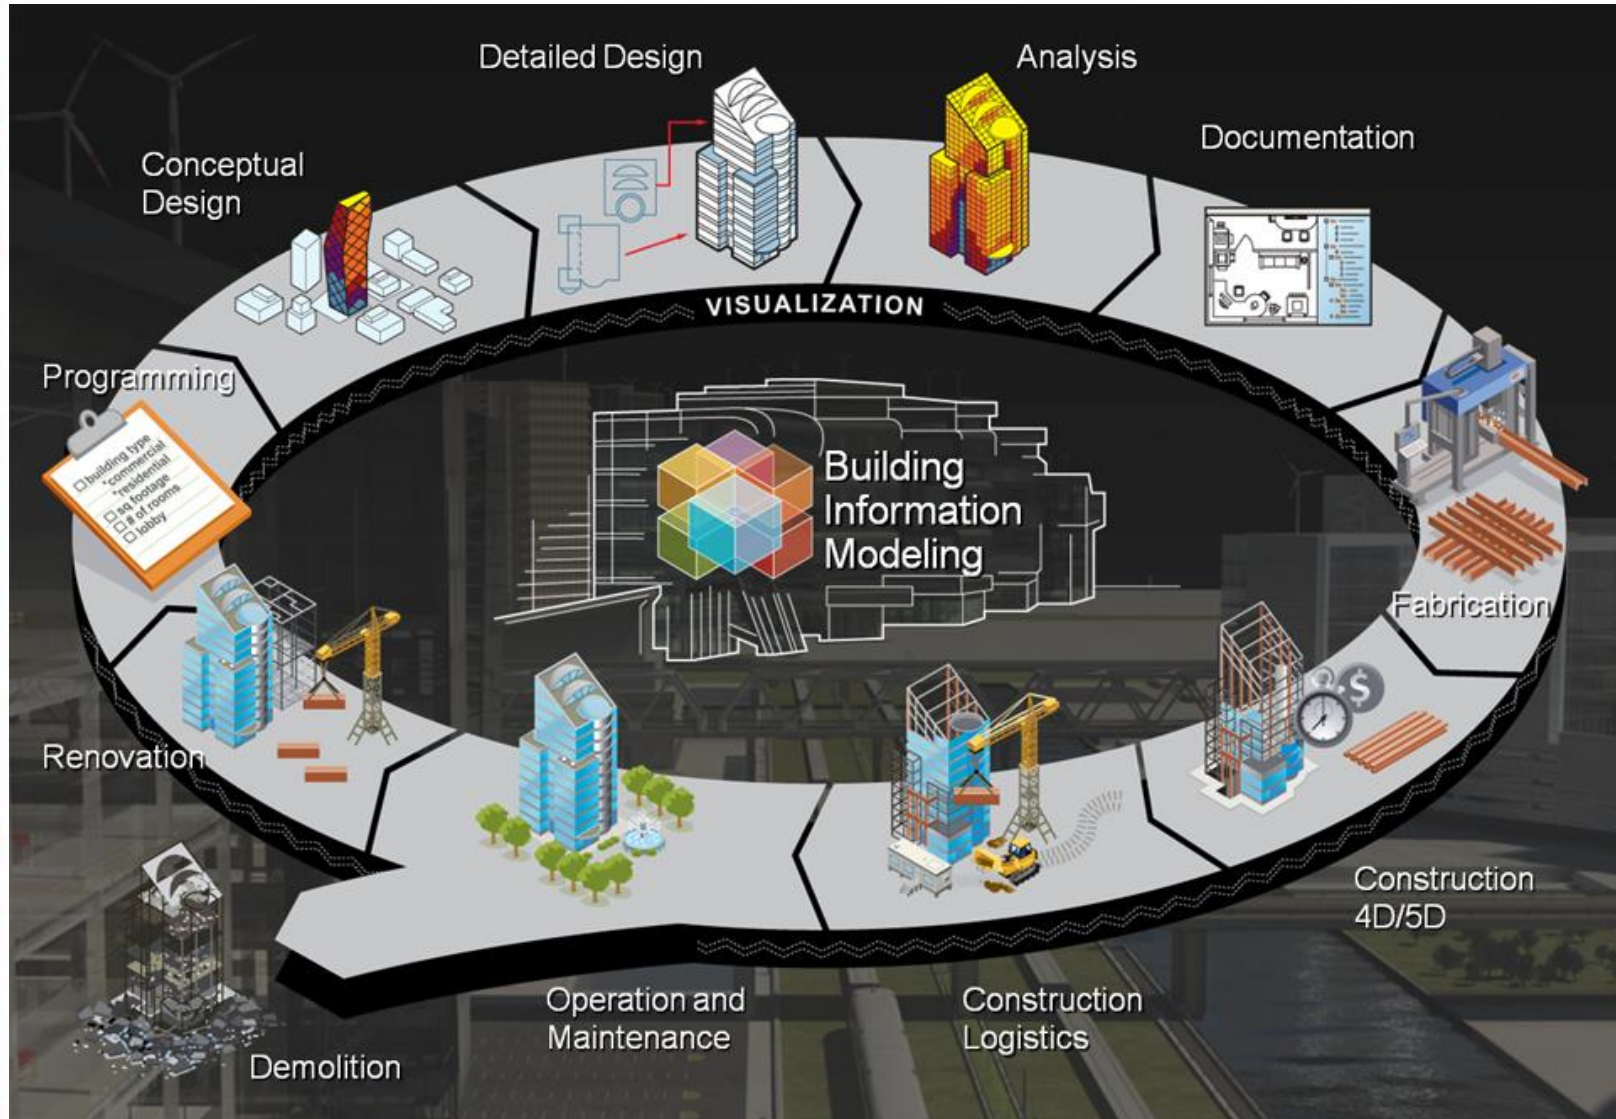 Detailed Design
Analysis
Documentation
Conceptual
Design
VISUALIZATION
Programming
building type
*commercial
*residential
sq footage
# of rooms
lobby
Building
Information
Modeling
Fabrication
$
Renovation
Construction
4D/5D
Operation and
Maintenance
Construction
Logistics
Demolition